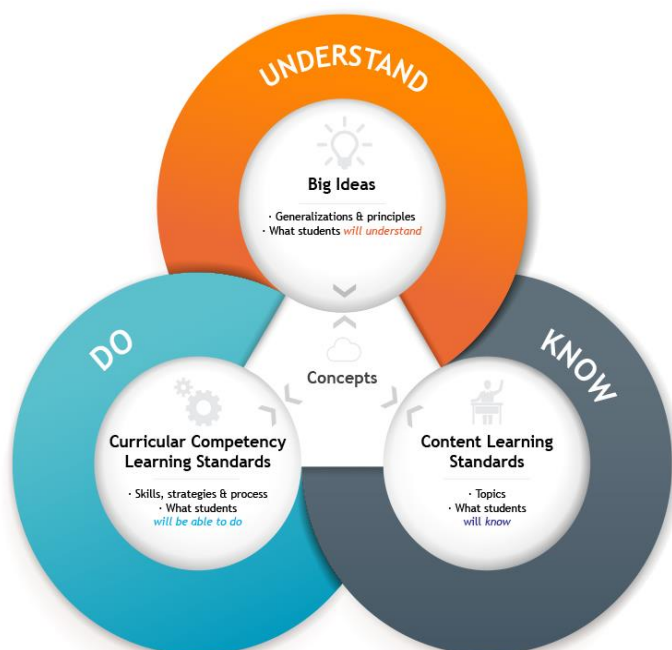 UNDERSTAND
Big Ideas
· Generalizations & principles
· What students will understand
DO
KNOW
Concepts
Curricular Competency
Learning Standards
· Skills, strategies & process
· What students
will be able to do
Content Learning
Standards
· Topics
· What students
will know